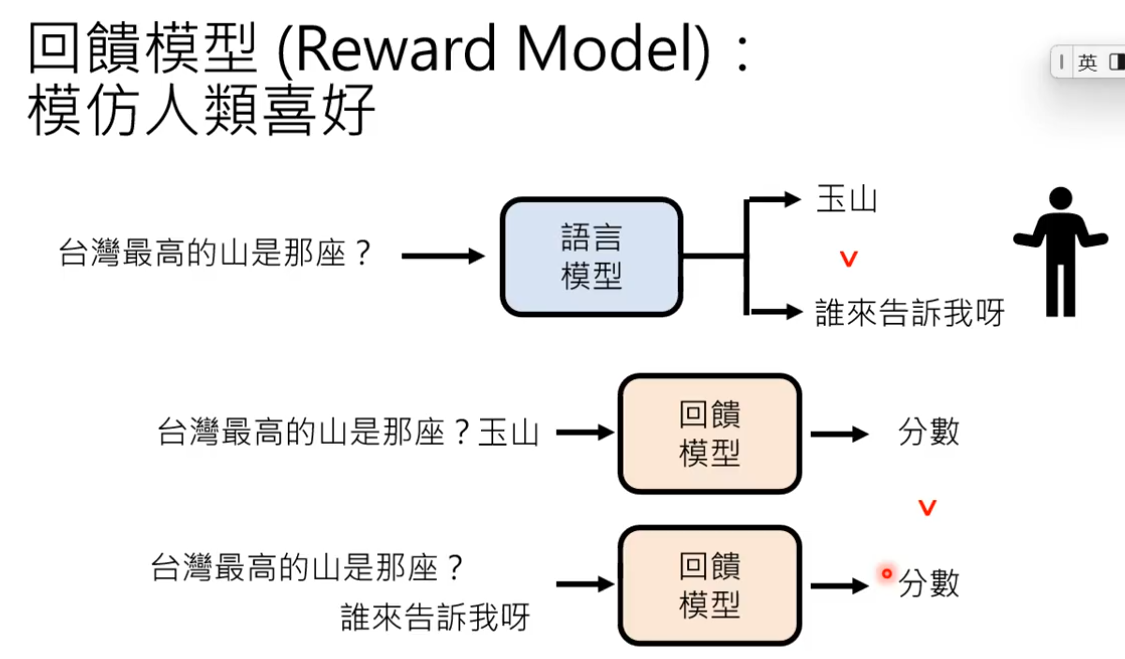 回饋模型 (Reward Model)：
模仿人類喜好
英
台灣最高的山是那座？
語言
模型
玉山
v
誰來告訴我呀
台灣最高的山是那座？玉山
回饋
模型
分數
v
台灣最高的山是那座？
誰來告訴我呀
回饋
模型
分數